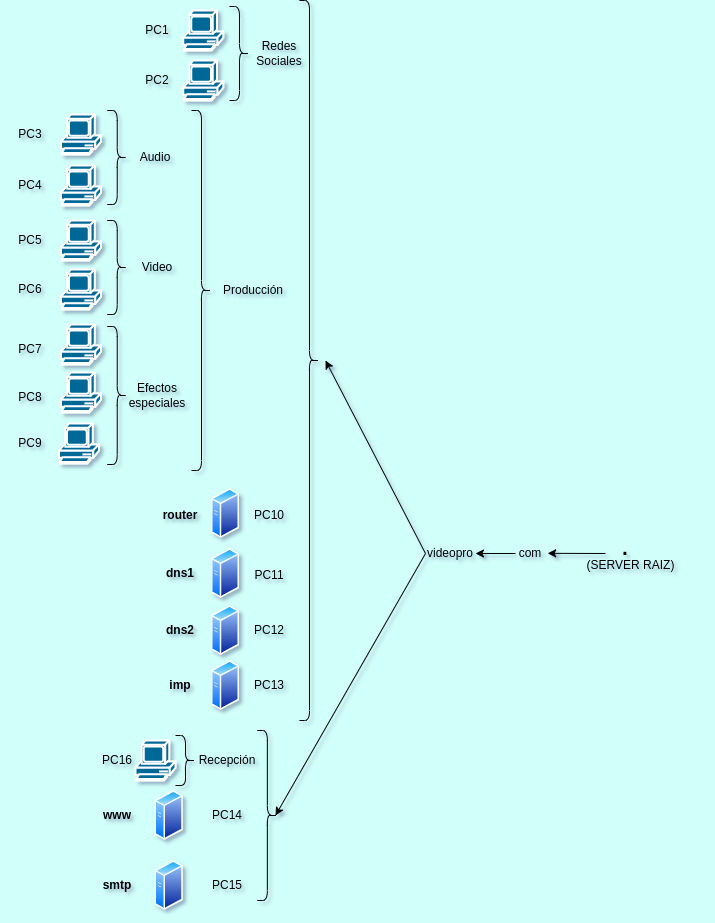 PC1
PC2
Redes
Sociales
PC3
PC4
Audio
PC5
PC6
Video
PC7
PC8
PC9
Efectos
especiales
Producción
router
PC10
dns1
PC11
dns2
PC12
imp
PC13
videopro
com
.
(SERVER RAIZ)
PC16
Recepción
www
PC14
smtp
PC15